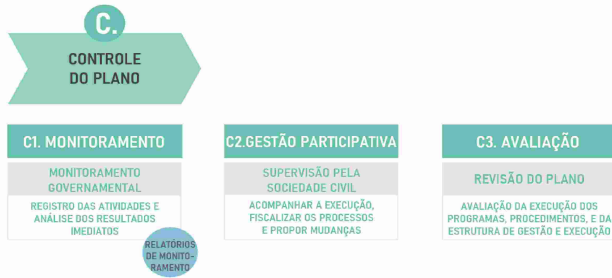 C.
CONTROLE
DO PLANO
C1. MONITORAMENTO
MONITORAMENTO
GOVERNAMENTAL
REGISTRO DAS ATIVIDADES E
ANÁLISE DOS RESULTADOS
IMEDIATOS
RELATÓRIOS
DE MONITO-
RAMENTO
C2.GESTÃO PARTICIPATIVA
SUPERVISÃO PELA
SOCIEDADE CIVIL
ACOMPANHAR A EXECUÇÃO,
FISCALIZAR OS PROCESSOS
E PROPOR MUDANÇAS
C3. AVALIAÇÃO
REVISÃO DO PLANO
AVALIAÇÃO DA EXECUÇÃO DOS
PROGRAMAS, PROCEDIMENTOS, E DA
ESTRUTURA DE GESTÃO E EXECUÇÃO